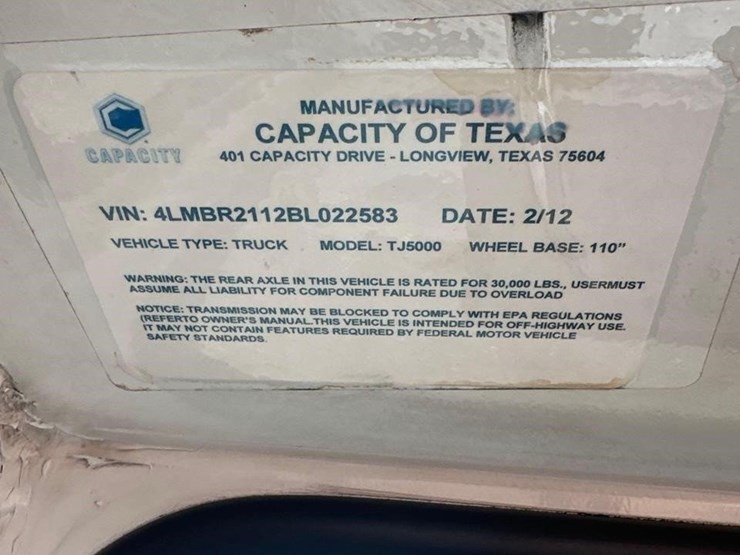 CAPACITY
MANUFACTURED BY:
CAPACITY OF TEXAS
401 CAPACITY DRIVE - LONGVIEW, TEXAS 75604
VIN: 4LMBR2112BL022583 DATE: 2/12
VEHICLE TYPE: TRUCK MODEL: TJ5000 WHEEL BASE: 110"
WARNING: THE REAR AXLE IN THIS VEHICLE IS RATED FOR 30,000 LBS., USERMUST
ASSUME ALL LIABILITY FOR COMPONENT FAILURE DUE TO OVERLOAD
NOTICE: TRANSMISSION MAY BE BLOCKED TO COMPLY WITH EPA REGULATIONS
(REFERTO OWNER'S MANUAL.THIS VEHICLE IS INTENDED FOR OFF-HIGHWAY USE.
IT MAY NOT CONTAIN FEATURES REQUIRED BY FEDERAL MOTOR VEHICLE
SAFETY STANDARDS.